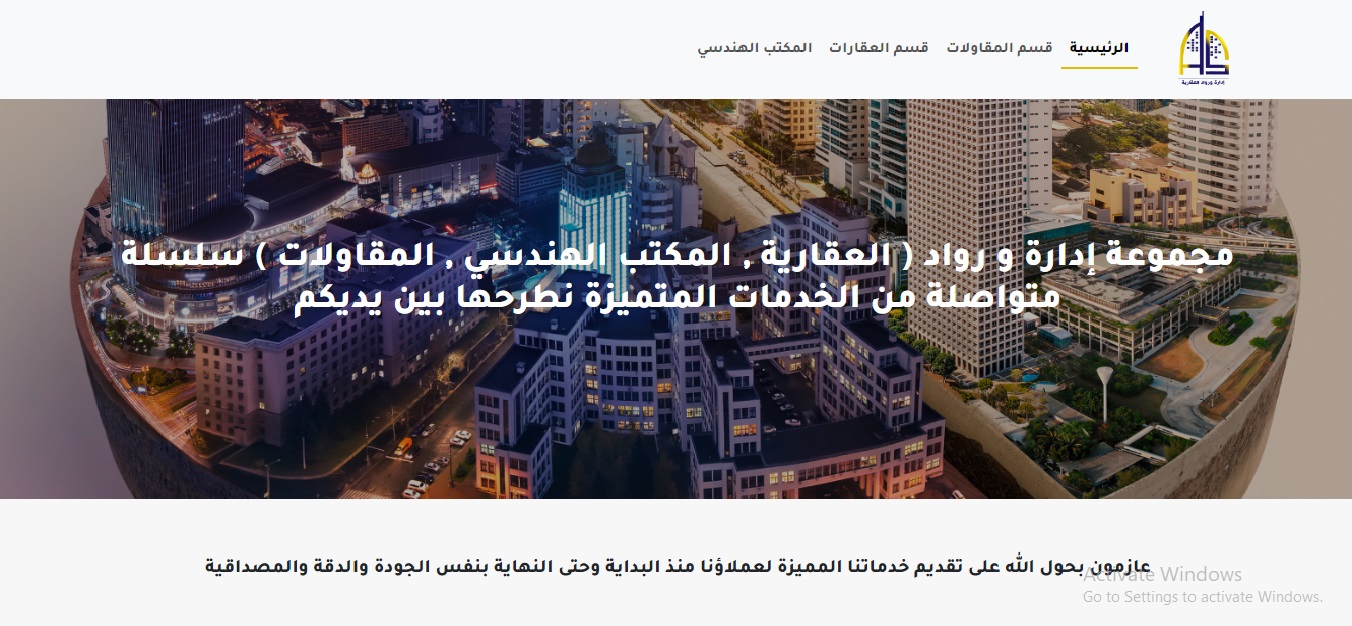 إدارة ورواد العقارية
الرئيسية
قسم المقاولات
قسم العقارات
المكتب الهندسي
مجموعة إدارة و رواد ( العقارية , المكتب الهندسي , المقاولات ) سلسلة
متواصلة من الخدمات المتميزة نطرحها بين يديكم
عازمون بحول الله على تقديم خدماتنا المميزة لعملاؤنا منذ البداية وحتى النهاية بنفس الجودة والدقة والمصداقية
Activate Windows
Go to Settings to activate Windows.